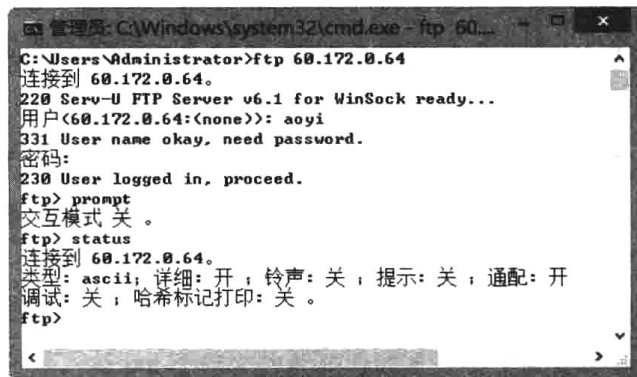 管理员: C:\Windows\system32\cmd.exe - ftp 60....
C:\Users\Administrator>ftp 60.172.0.64
连接到 60.172.0.64。
220 Serv-U FTP Server v6.1 for WinSock ready...
用户(60.172.0.64:(none)): aoyi
331 User name okay, need password.
密码:
230 User logged in, proceed.
ftp> prompt
交互模式 关 。
ftp> status
连接到 60.172.0.64。
类型: ascii; 详细: 开 ; 铃声: 关 ; 提示: 关 ; 通配: 开
调试: 关 ; 哈希标记打印: 关 。
ftp>